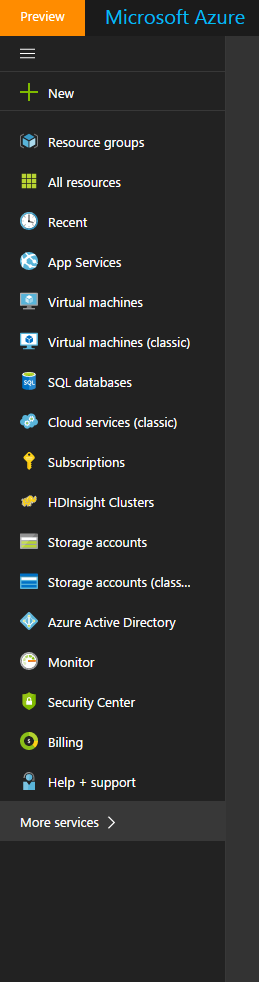 Preview
Microsoft Azure
New
Resource groups
All resources
Recent
App Services
Virtual machines
Virtual machines (classic)
SQL databases
Cloud services (classic)
Subscriptions
HDInsight Clusters
Storage accounts
Storage accounts (class...
Azure Active Directory
Monitor
Security Center
Billing
Help + support
More services